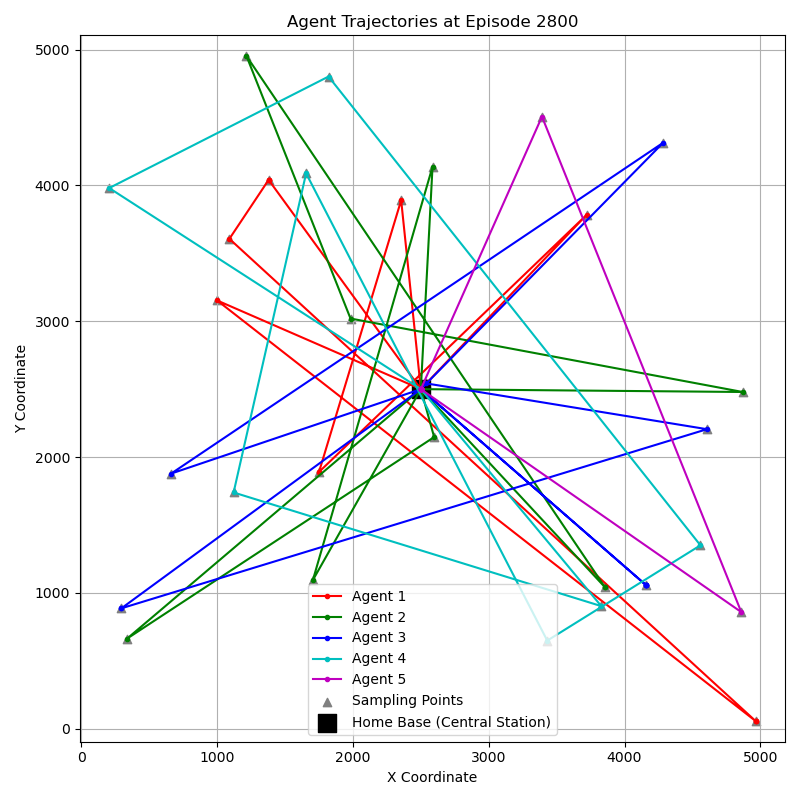 Agent Trajectories at Episode 2800
5000
4000
3000
2000
1000
0
Y Coordinate
0 1000 2000 3000 4000 5000
X Coordinate
Agent 1
Agent 2
Agent 3
Agent 4
Agent 5
Sampling Points
Home Base (Central Station)